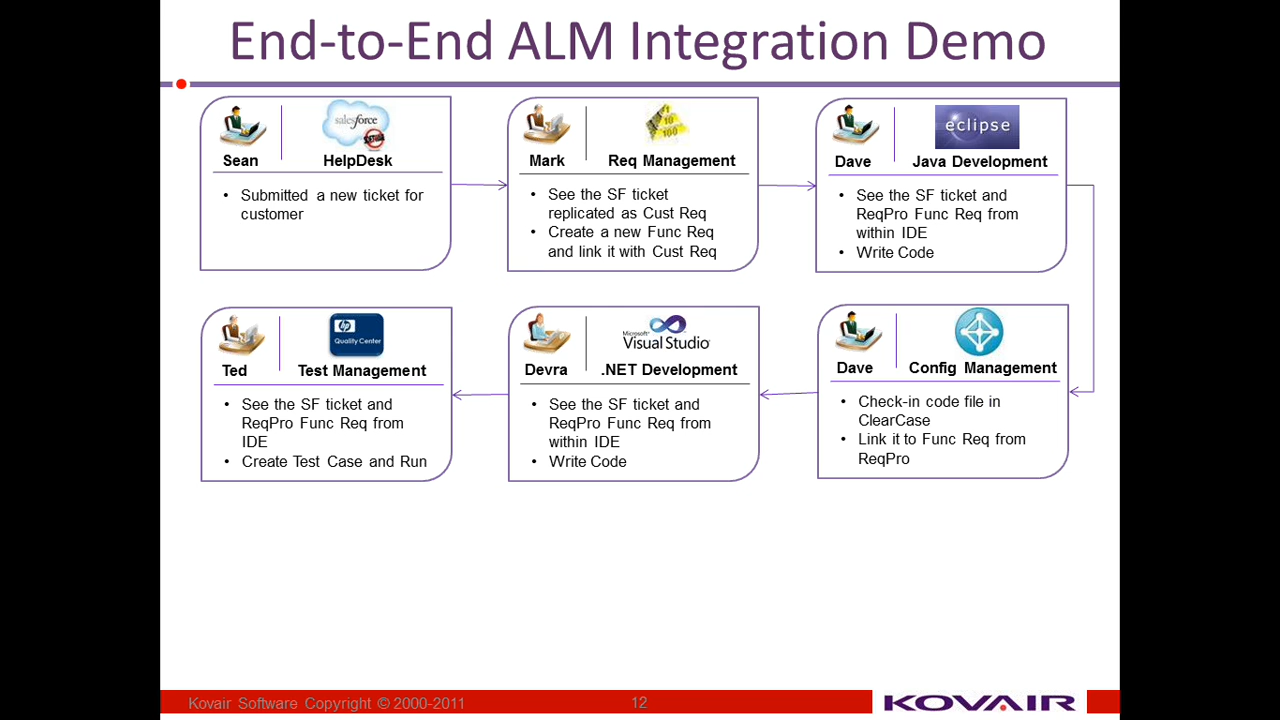 End-to-End ALM Integration Demo
salesforce
Sean
HelpDesk
• Submitted a new ticket for
customer
1
10
100
Mark
Req Management
• See the SF ticket
replicated as Cust Req
• Create a new Func Req
and link it with Cust Req
eclipse
Dave
Java Development
• See the SF ticket and
ReqPro Func Req from
within IDE
• Write Code
Dave
Config Management
• Check-in code file in
ClearCase
• Link it to Func Req from
ReqPro
Microsoft
Visual Studio
Devra
.NET Development
• See the SF ticket and
ReqPro Func Req from
within IDE
• Write Code
hp
Quality Center
Ted
Test Management
• See the SF ticket and
ReqPro Func Req from
IDE
• Create Test Case and Run
Kovair Software Copyright © 2000-2011
12
KOVAIR